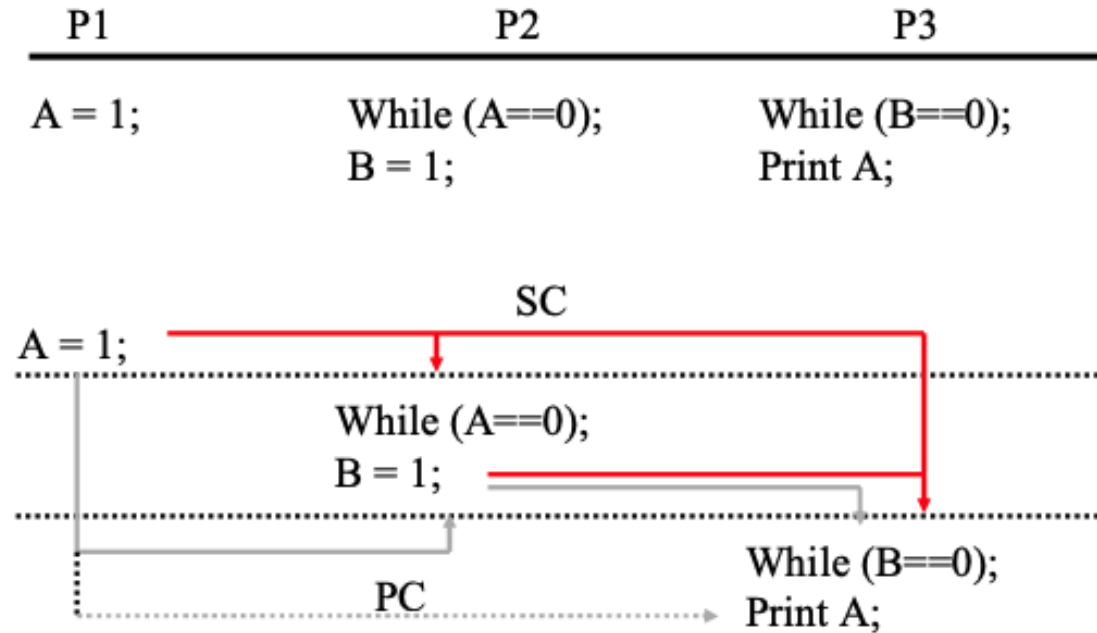 P1 P2 P3
A = 1; While (A==0); While (B==0);
B = 1; Print A;
SC
A = 1;
While (A==0);
B = 1;
While (B==0);
PC
Print A;